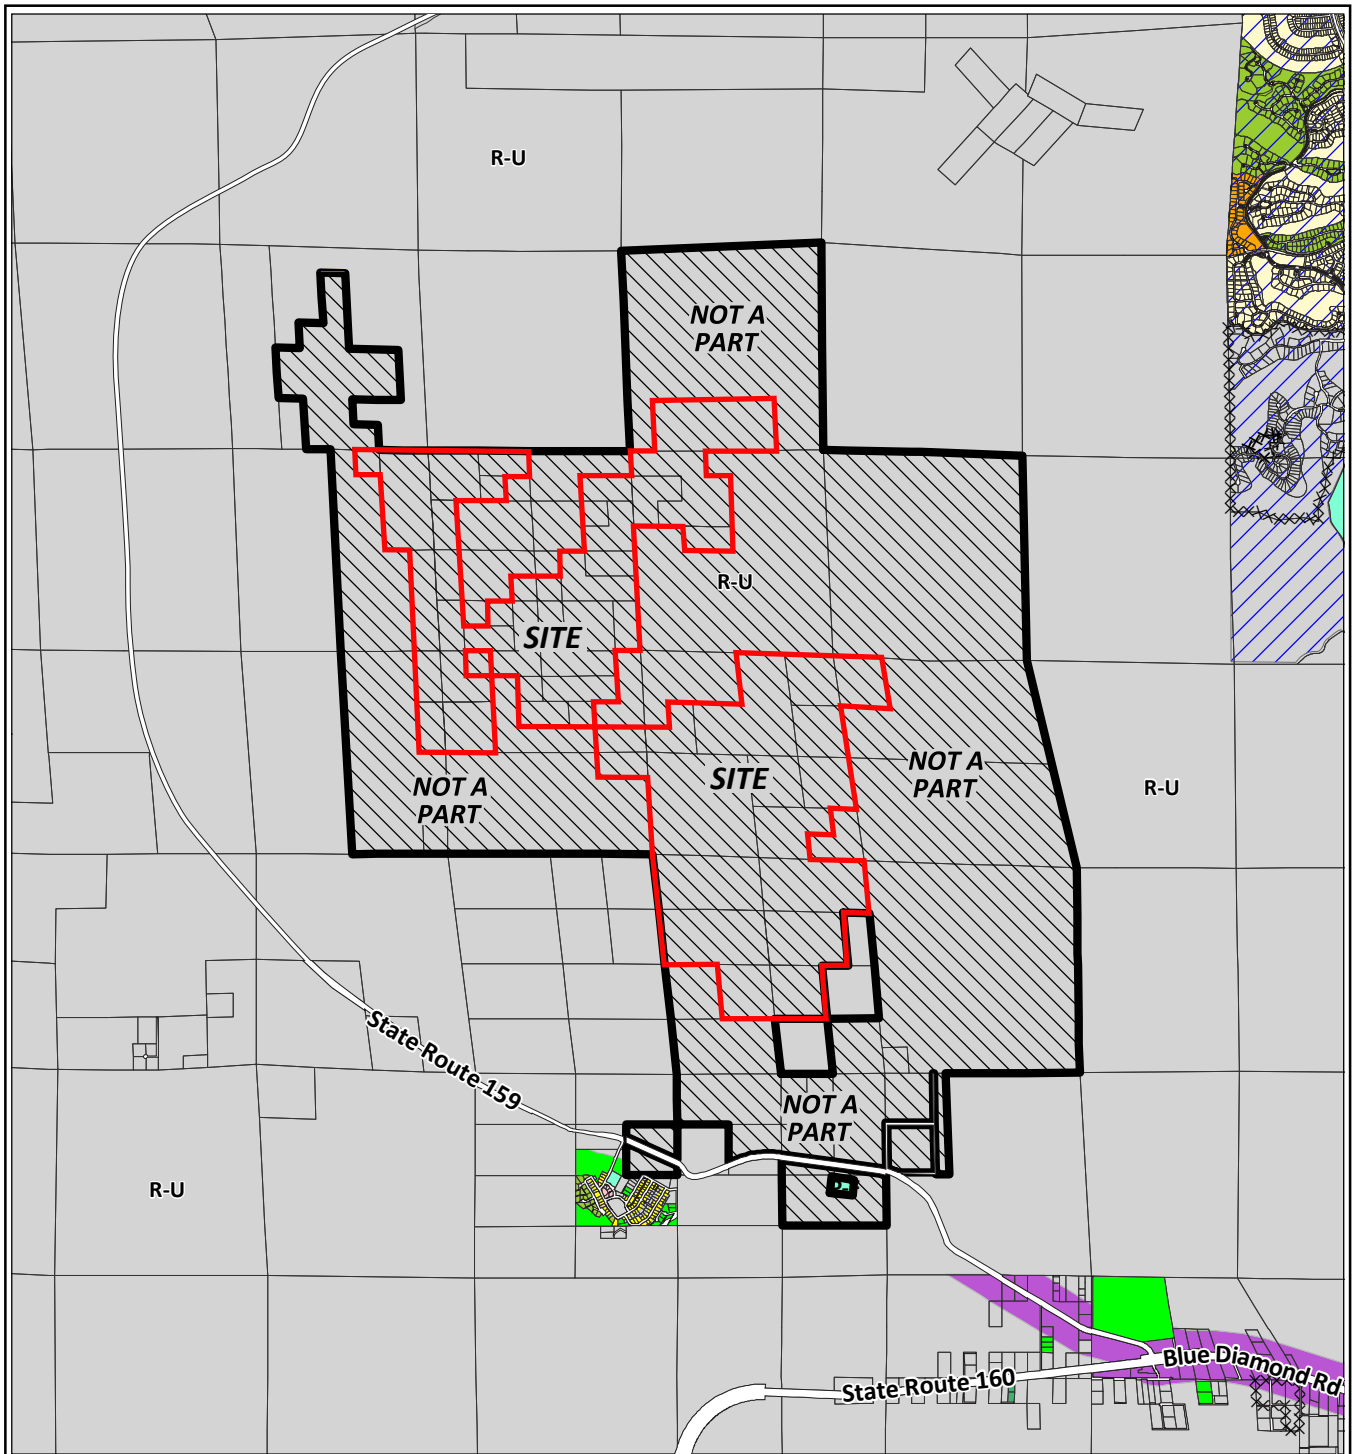 R-U
NOT A
PART
R-U
SITE
SITE
NOT A
PART
NOT A
PART
R-U
State Route 159
NOT A
PART
R-U
Blue Diamond Rd
State Route 160